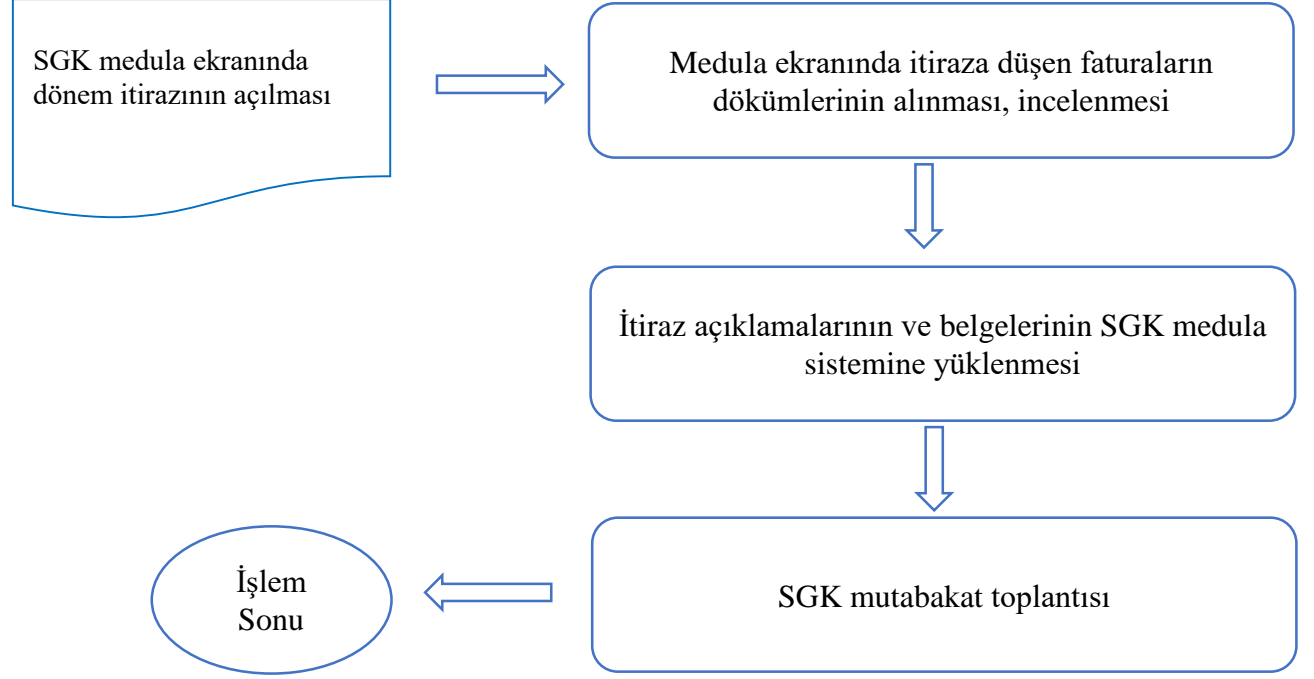 SGK medula ekranında
dönem itirazının açılması
Medula ekranında itiraza düşen faturaların
dökümlerinin alınması, incelenmesi
İtiraz açıklamalarının ve belgelerinin SGK medula
sistemine yüklenmesi
SGK mutabakat toplantısı
İşlem
Sonu